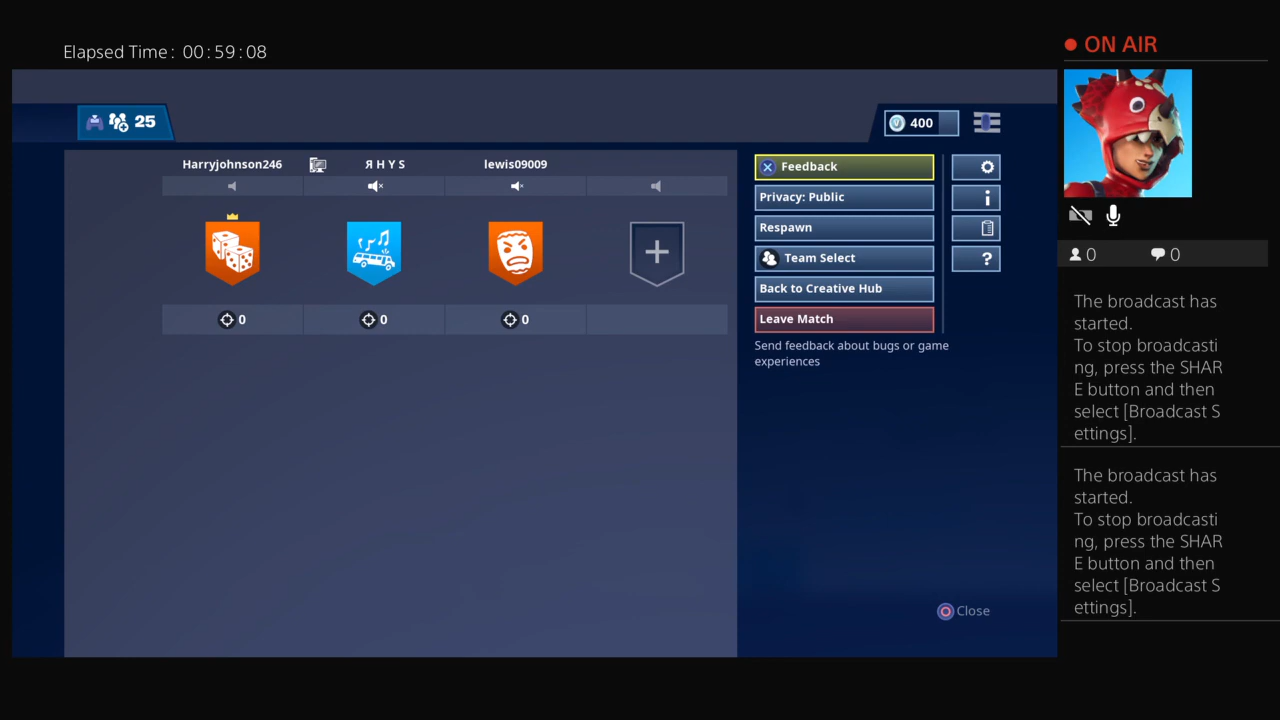 Elapsed Time: 00:59:08
ON AIR
25
400
Harryjohnson246
Я H Y S
lewis09009
0
0
0
Feedback
Privacy: Public
Respawn
Team Select
Back to Creative Hub
Leave Match
Send feedback about bugs or game
experiences
i
?
Close
0
0
The broadcast has
started.
To stop broadcasti
ng, press the SHAR
E button and then
select [Broadcast S
ettings].
The broadcast has
started.
To stop broadcasti
ng, press the SHAR
E button and then
select [Broadcast S
ettings].